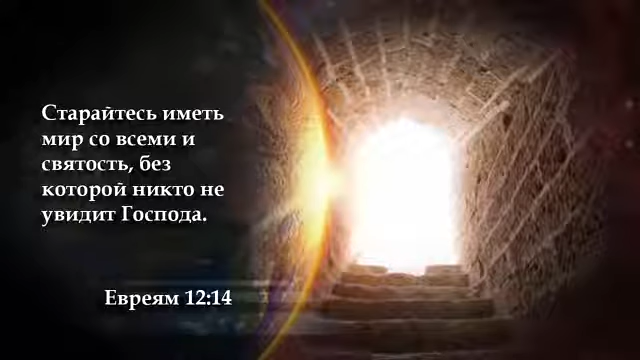 Старайтесь иметь
мир со всеми и
святость, без
которой никто не
увидит Господа.
Евреям 12:14